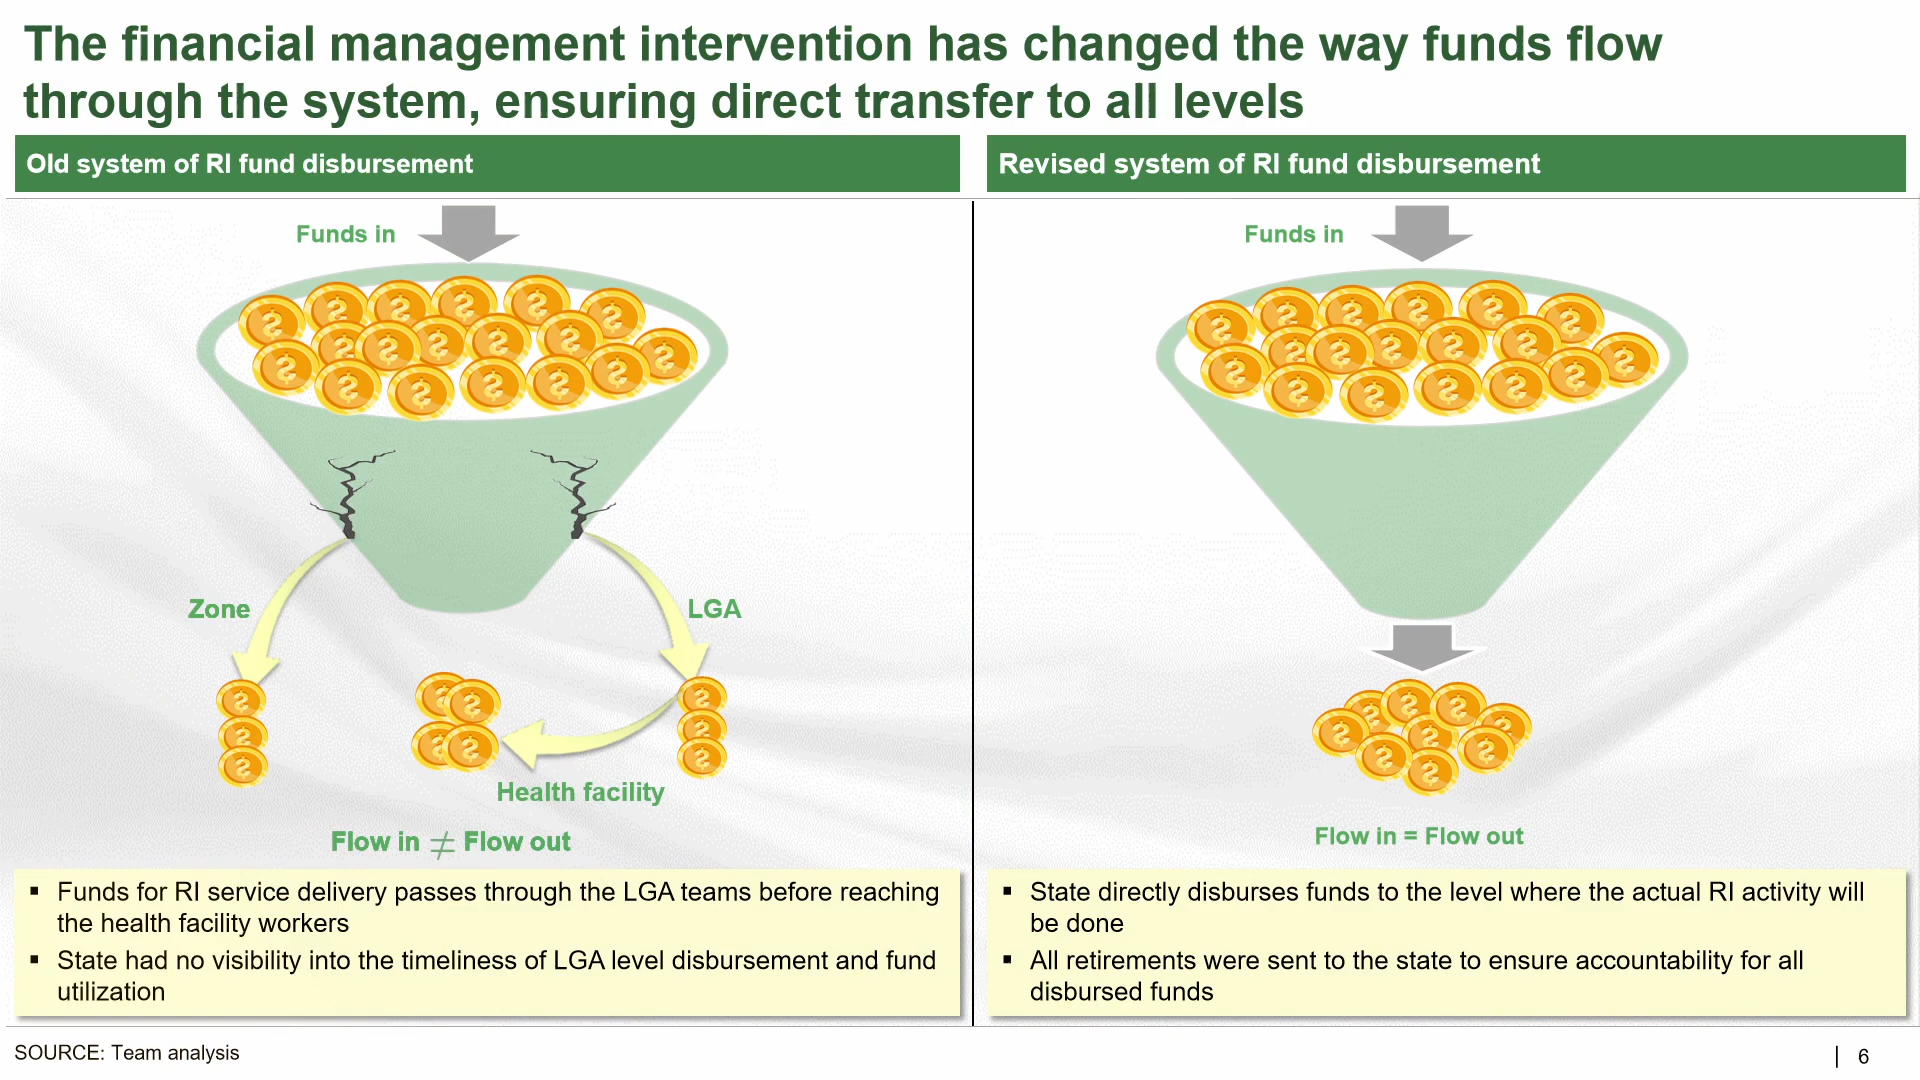 The financial management intervention has changed the way funds flow
through the system, ensuring direct transfer to all levels
Old system of RI fund disbursement
Funds in
Zone
LGA
Health facility
Flow in ≠ Flow out
▪ Funds for RI service delivery passes through the LGA teams before reaching
the health facility workers
▪ State had no visibility into the timeliness of LGA level disbursement and fund
utilization
Revised system of RI fund disbursement
Funds in
Flow in = Flow out
▪ State directly disburses funds to the level where the actual RI activity will
be done
▪ All retirements were sent to the state to ensure accountability for all
disbursed funds
SOURCE: Team analysis
| 6